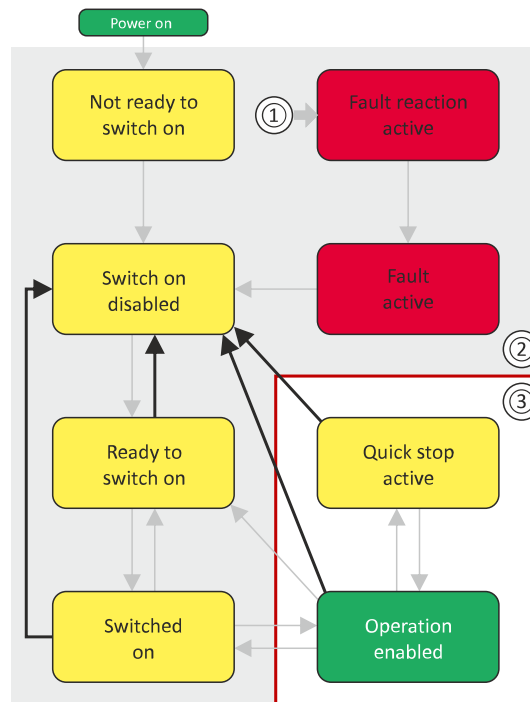 Power on
Not ready to
switch on
1
Fault reaction
active
Switch on
disabled
Fault
active
2
3
Ready to
switch on
Quick stop
active
Switched
on
Operation
enabled